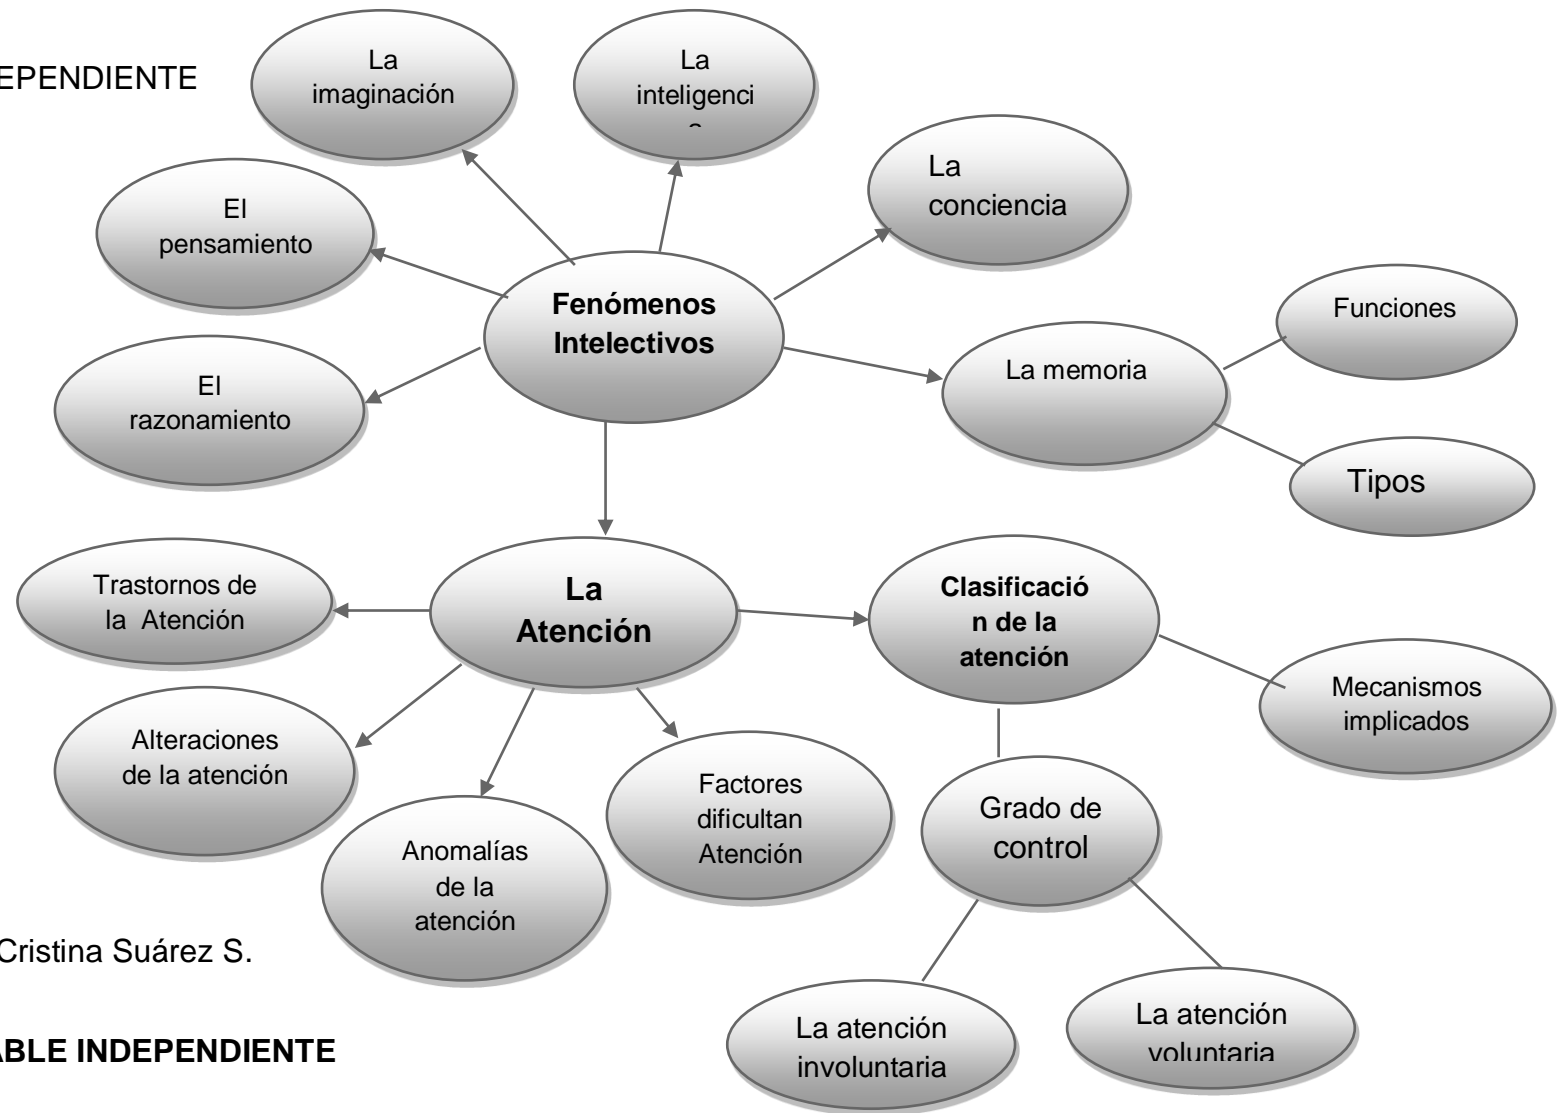 EPENDIENTE
La
imaginación
La
inteligenci
La
conciencia
El
pensamiento
Fenómenos
Intelectivos
Funciones
La memoria
El
razonamiento
Tipos
Trastornos de
la Atención
La
Atención
Clasificació
n de la
atención
Mecanismos
implicados
Alteraciones
de la atención
Factores
dificultan
Atención
Grado de
control
Anomalías
de la
atención
Cristina Suárez S.
La atención
involuntaria
La atención
voluntaria
ABLE INDEPENDIENTE